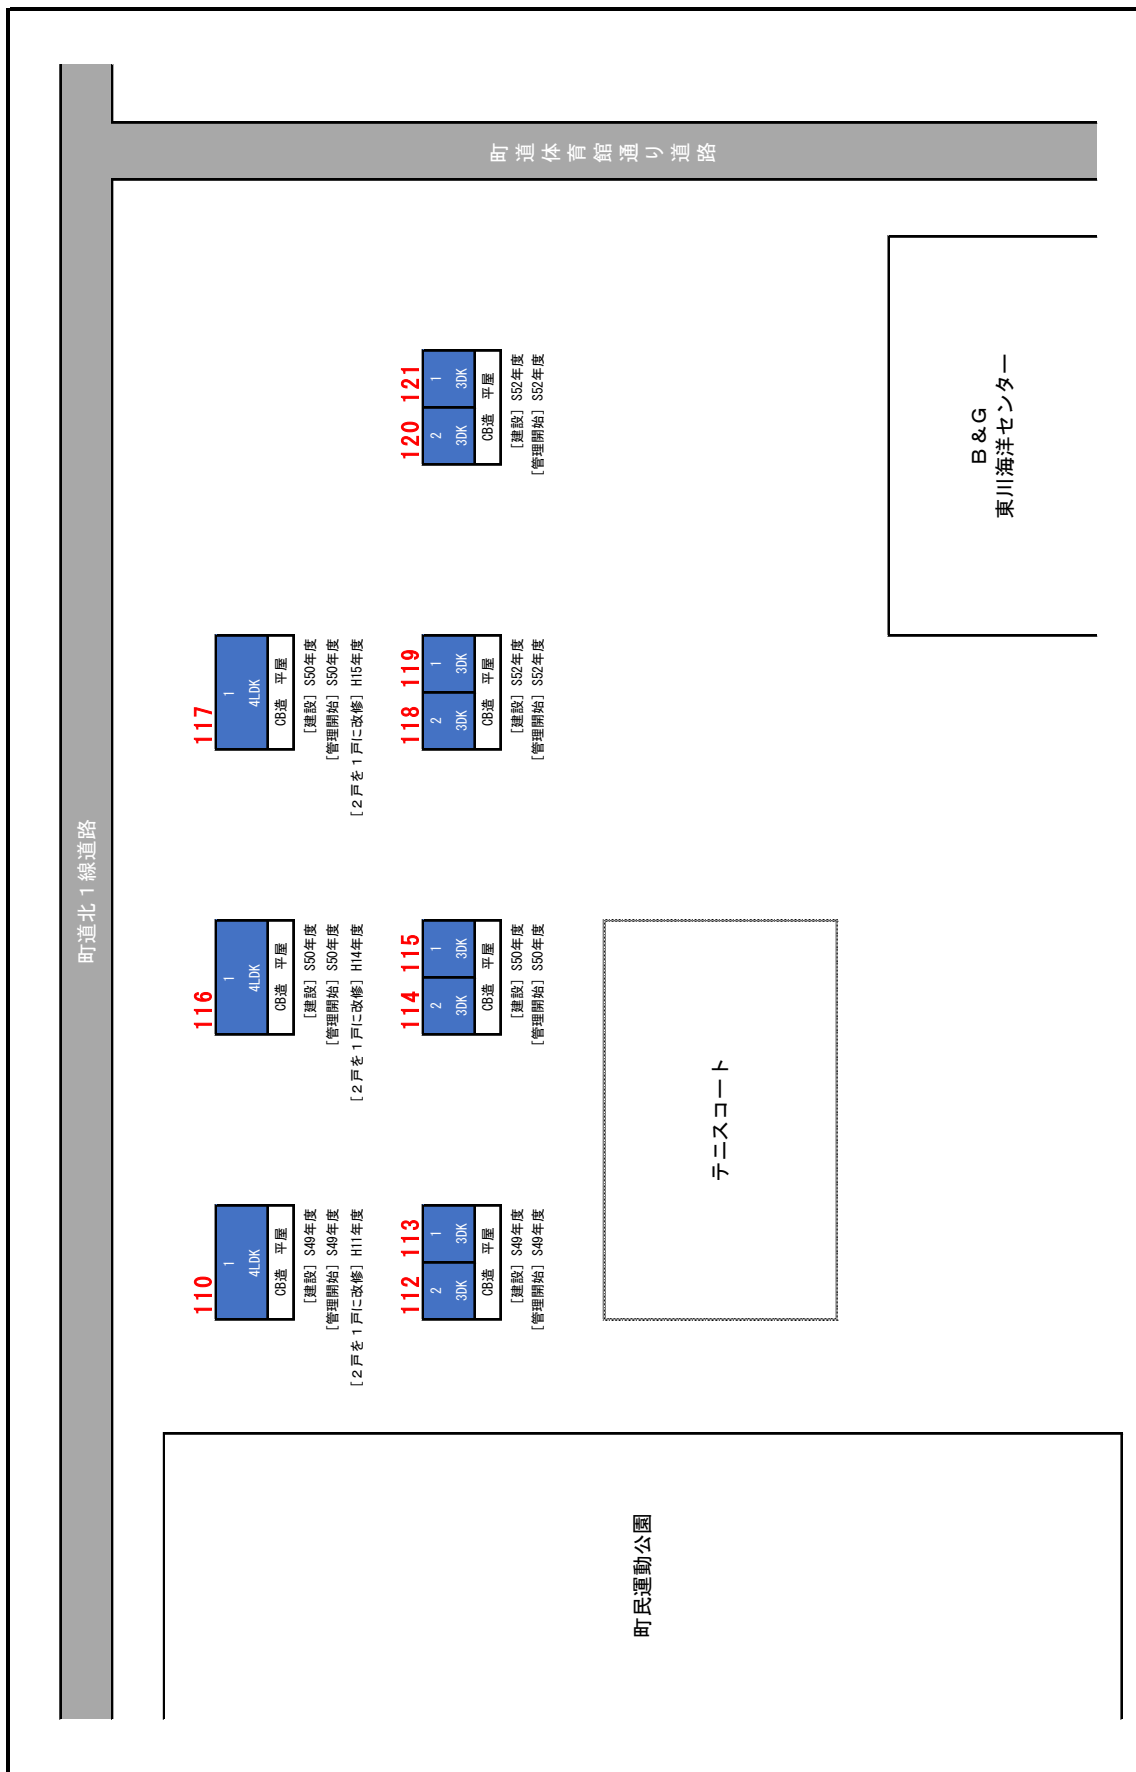 町道北１線道路
町道体育館通り道路
110
1
4LDK
CB造 平屋
[建設] S49年度
[管理開始] S49年度
[２戸を１戸に改修] H11年度
116
1
4LDK
CB造 平屋
[建設] S50年度
[管理開始] S50年度
[２戸を１戸に改修] H14年度
117
1
4LDK
CB造 平屋
[建設] S50年度
[管理開始] S50年度
[２戸を１戸に改修] H15年度
112 113
2 1
3DK 3DK
CB造 平屋
[建設] S49年度
[管理開始] S49年度
114 115
2 1
3DK 3DK
CB造 平屋
[建設] S50年度
[管理開始] S50年度
118 119
2 1
3DK 3DK
CB造 平屋
[建設] S52年度
[管理開始] S52年度
120 121
2 1
3DK 3DK
CB造 平屋
[建設] S52年度
[管理開始] S52年度
町民運動公園
テニスコート
Ｂ＆Ｇ
東川海洋センター